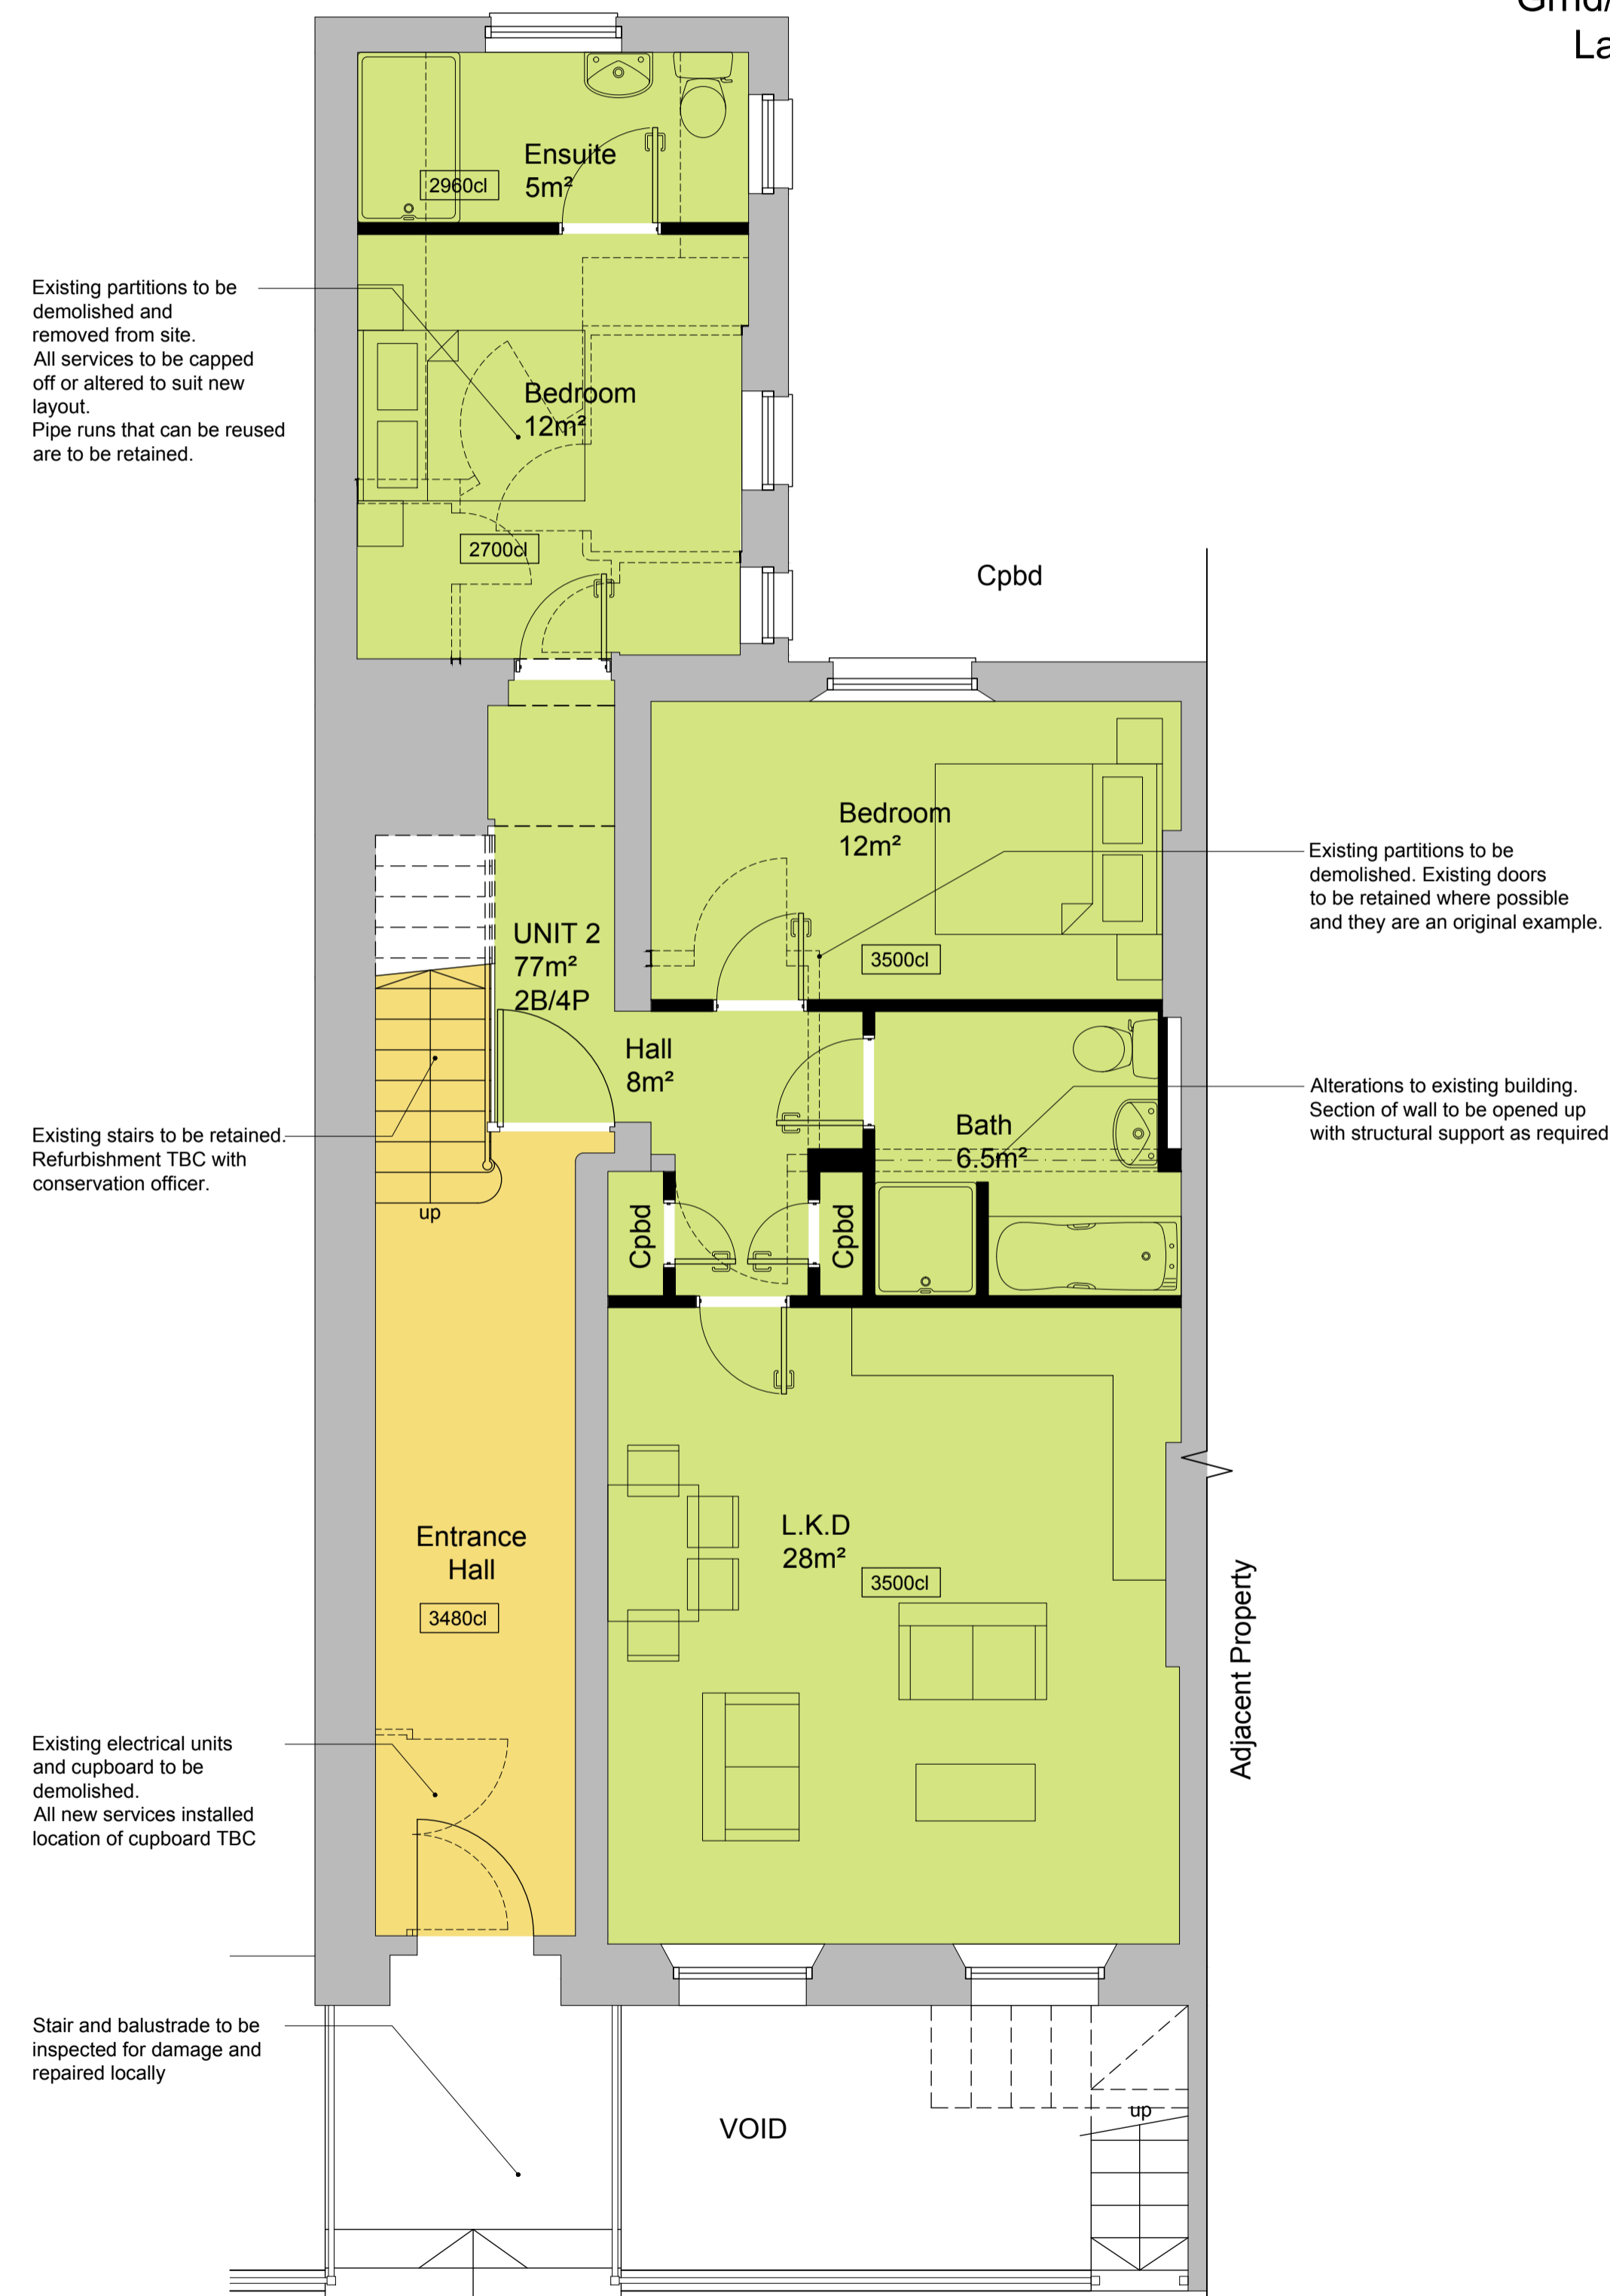 Ensuite
5m²
2960cl
Existing partitions to be
demolished and
removed from site.
All services to be capped
off or altered to suit new
layout.
Pipe runs that can be reused
are to be retained.
Bedroom
12m²
2700cl
Cpbd
Bedroom
12m²
3500cl
Existing partitions to be
demolished. Existing doors
to be retained where possible
and they are an original example.
UNIT 2
77m²
2B/4P
Hall
8m²
Alterations to existing building.
Section of wall to be opened up
with structural support as required
Bath
6.5m²
Existing stairs to be retained.
Refurbishment TBC with
conservation officer.
up
Cpbd
Cpbd
L.K.D
28m²
3500cl
Entrance
Hall
3480cl
Adjacent Property
Existing electrical units
and cupboard to be
demolished.
All new services installed
location of cupboard TBC
Stair and balustrade to be
inspected for damage and
repaired locally
VOID
up